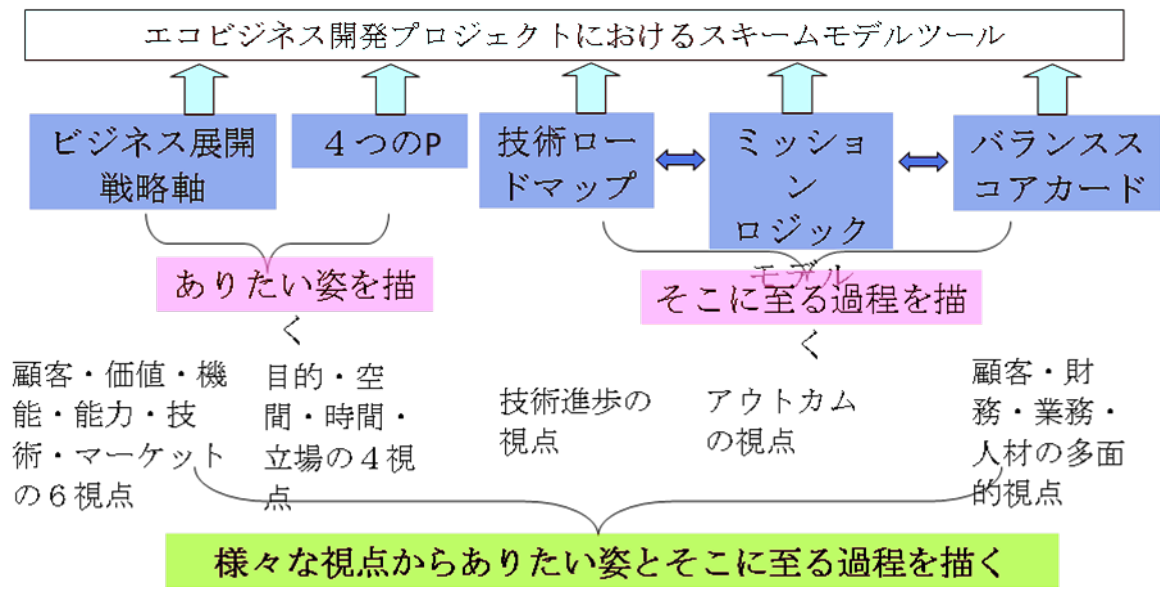 エコビジネス開発プロジェクトにおけるスキームモデルツール
ビジネス展開
戦略軸
４つのP
技術ロー
ドマップ
ミッショ
ン
ロジック
モデル
バランスス
コアカード
ありたい姿を描
く
そこに至る過程を描
く
顧客・価値・機
能・能力・技
術・マーケット
の６視点
目的・空
間・時間・
立場の４視
点
技術進歩の
視点
アウトカム
の視点
顧客・財
務・業務・
人材の多面
的視点
様々な視点からありたい姿とそこに至る過程を描く